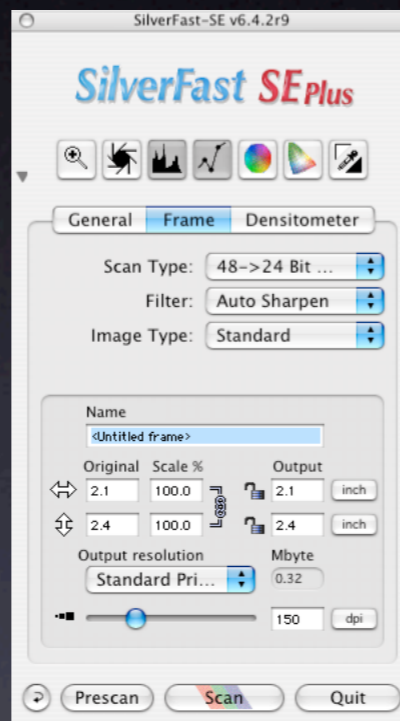 SilverFast-SE v6.4.2r9
SilverFast SE Plus
General Frame Densitometer
Scan Type: 48->24 Bit ...
Filter: Auto Sharpen
Image Type: Standard
Name
<Untitled frame>
Original Scale % Output
2.1 100.0 2.1 inch
2.4 100.0 2.4 inch
Output resolution Mbyte
Standard Pri... 0.32
150 dpi
Prescan Scan Quit